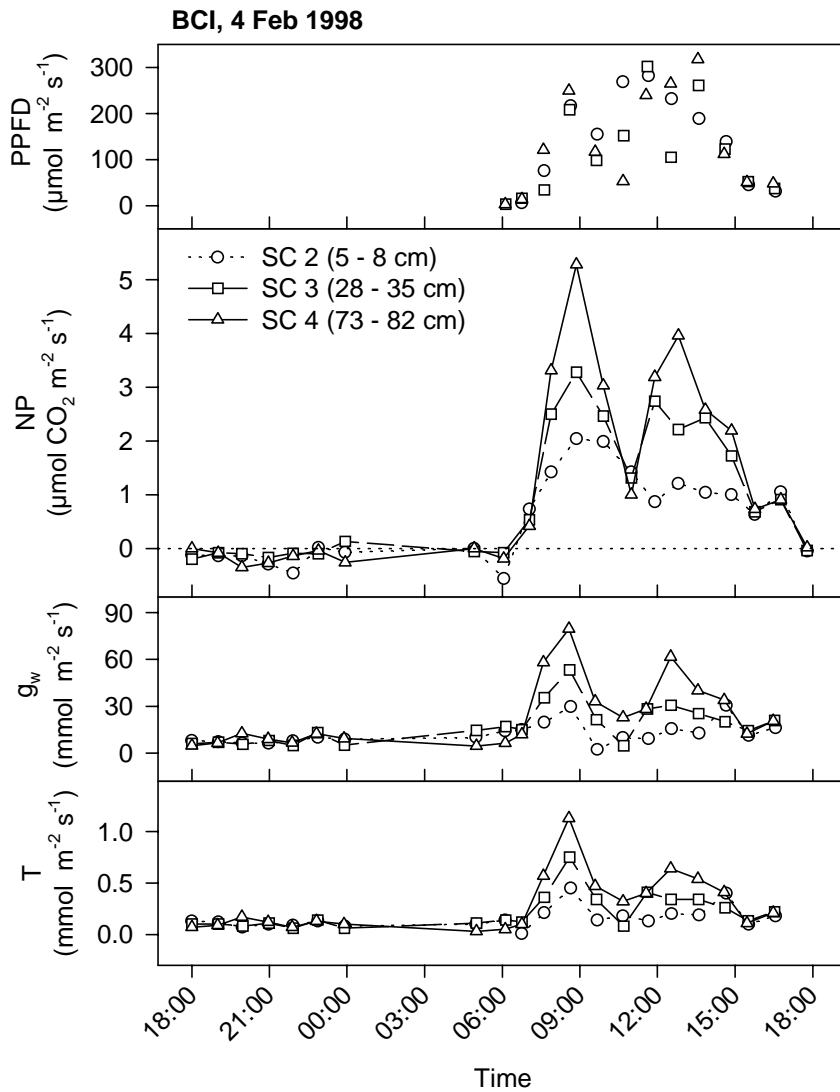 BCI, 4 Feb 1998
PPFD
(µmol m⁻² s⁻¹)
300
200
100
0
NP
(µmol CO₂ m⁻² s⁻¹)
5
4
3
2
1
0
SC 2 (5 - 8 cm)
SC 3 (28 - 35 cm)
SC 4 (73 - 82 cm)
g_w
(mmol m⁻² s⁻¹)
90
60
30
0
T
(mmol m⁻² s⁻¹)
1.0
0.5
0.0
18:00 21:00 00:00 03:00 06:00 09:00 12:00 15:00 18:00
Time